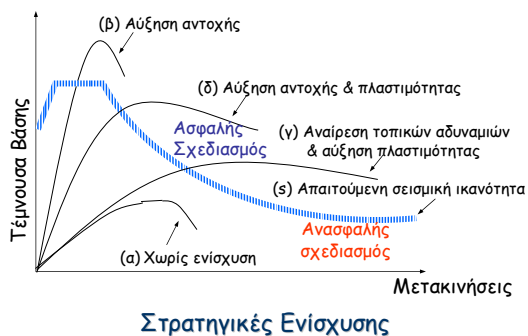 (β) Αύξηση αντοχής
(δ) Αύξηση αντοχής & πλαστιμότητας
Ασφαλής
Σχεδιασμός
(γ) Αναίρεση τοπικών αδυναμιών
& αύξηση πλαστιμότητας
(s) Απαιτούμενη σεισμική ικανότητα
Ανασφαλής
σχεδιασμός
(α) Χωρίς ενίσχυση
Τέμνουσα Βάσης
Μετακινήσεις
Στρατηγικές Ενίσχυσης